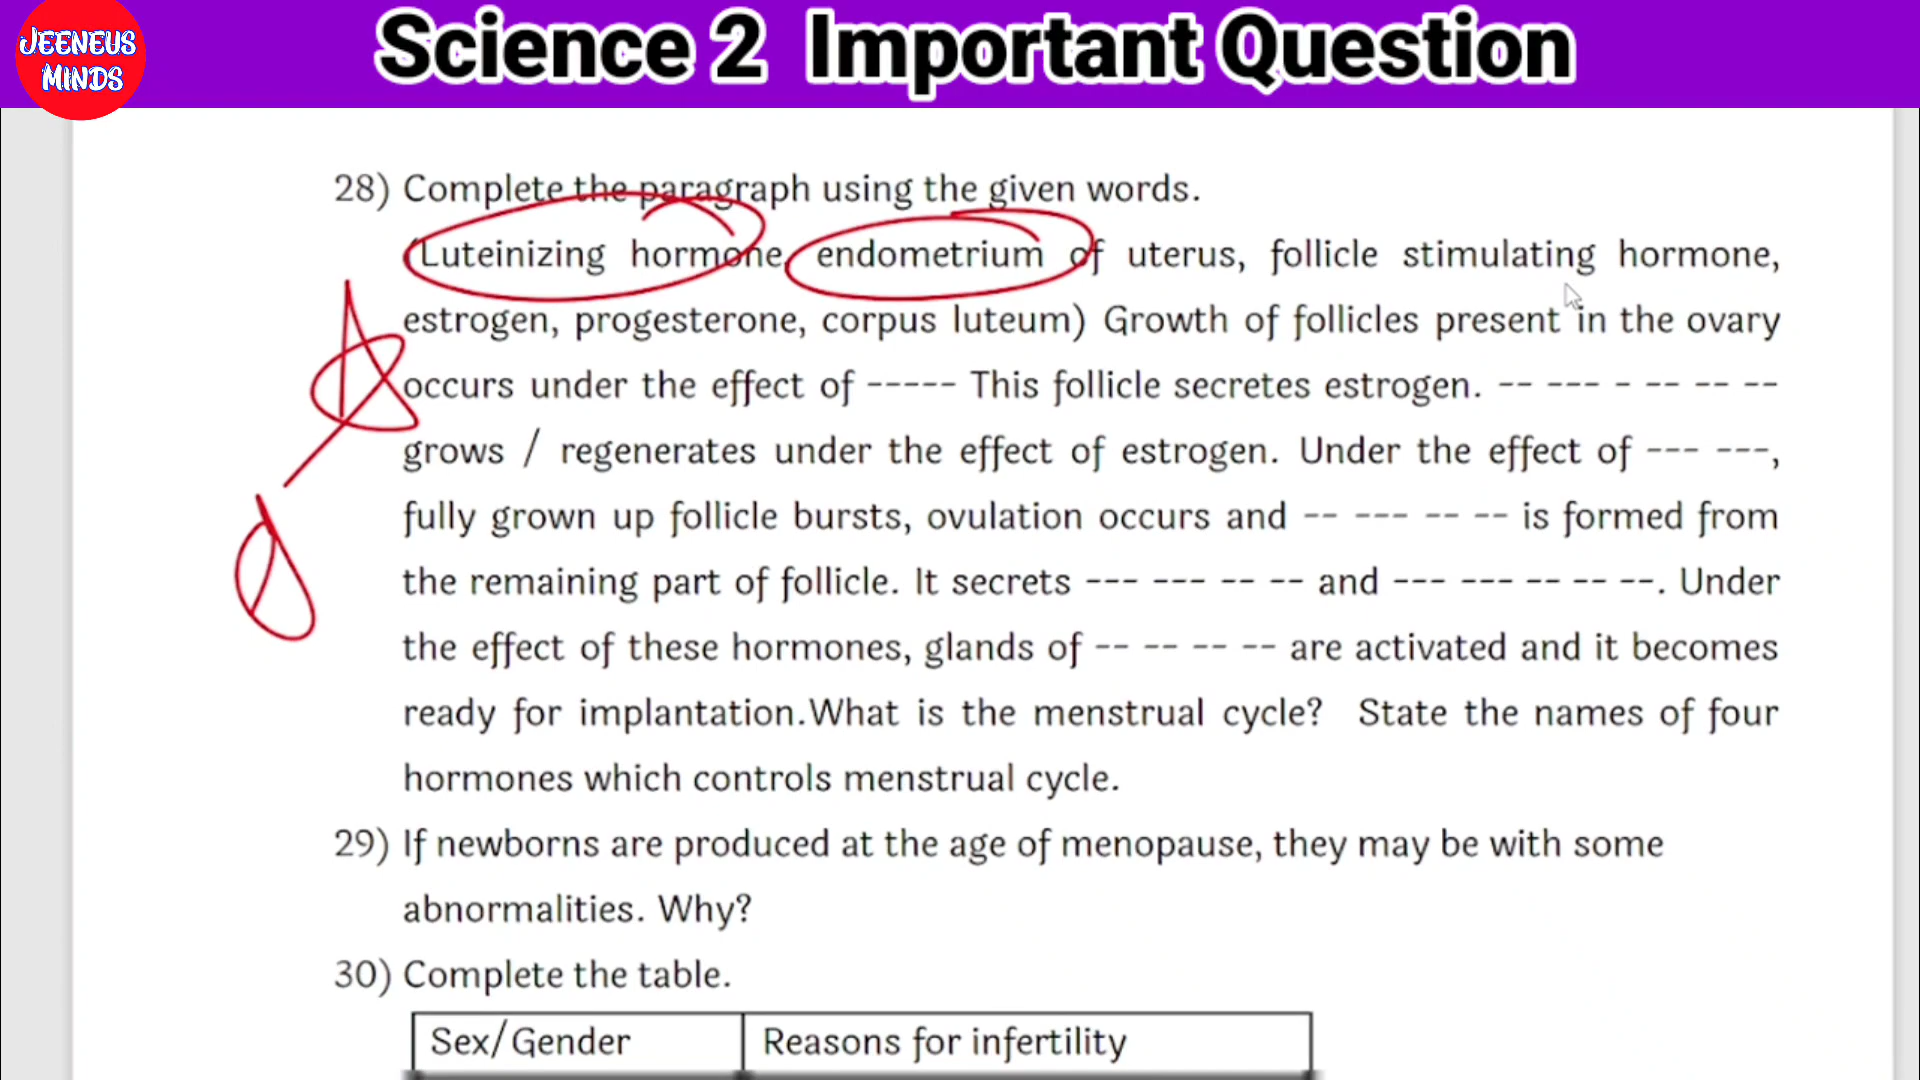 JEENEUS
MINDS
Science 2 Important Question
28) Complete the paragraph using the given words.
(Luteinizing hormone, endometrium of uterus, follicle stimulating hormone,
estrogen, progesterone, corpus luteum) Growth of follicles present in the ovary
occurs under the effect of ----- This follicle secretes estrogen. -- --- - -- -- --
grows / regenerates under the effect of estrogen. Under the effect of --- ---,
fully grown up follicle bursts, ovulation occurs and -- --- -- -- is formed from
the remaining part of follicle. It secrets --- --- -- -- and --- --- -- -- --. Under
the effect of these hormones, glands of -- -- -- -- are activated and it becomes
ready for implantation.What is the menstrual cycle? State the names of four
hormones which controls menstrual cycle.
29) If newborns are produced at the age of menopause, they may be with some
abnormalities. Why?
30) Complete the table.
Sex/Gender Reasons for infertility